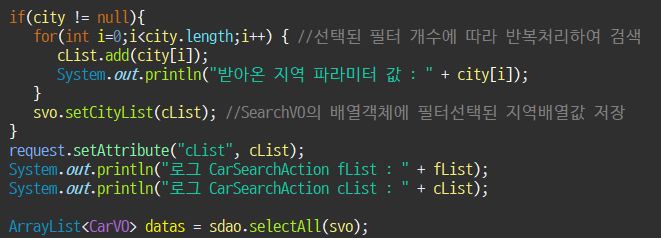 if(city != null){
for(int i=0;i<city.length;i++) { //선택된 필터 개수에 따라 반복처리하여 검색
cList.add(city[i]);
System.out.println("받아온 지역 파라미터 값 : " + city[i]);
}
svo.setCityList(cList); //SearchVO의 배열객체에 필터선택된 지역배열값 저장
}
request.setAttribute("cList", cList);
System.out.println("로그 CarSearchAction fList : " + fList);
System.out.println("로그 CarSearchAction cList : " + cList);
ArrayList<CarVO> datas = sdao.selectAll(svo);